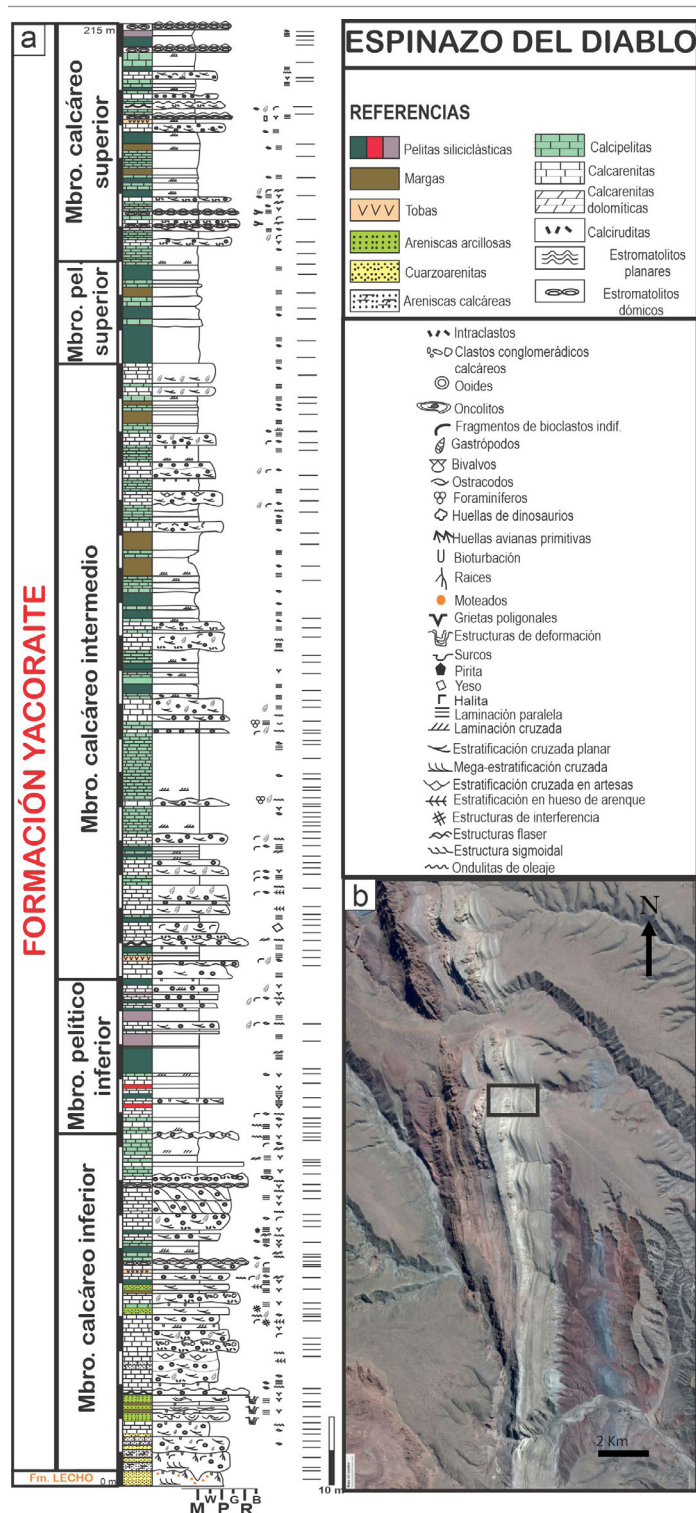 a
215 m
Mbro. calcáreo
superior
Mbro. pel.
superior
Mbro. calcáreo intermedio
FORMACIÓN YACORAITE
Mbro. pelítico
inferior
Mbro. calcáreo inferior
Fm. LECHO
0 m
M W P G R B
10 m
ESPINAZO DEL DIABLO
REFERENCIAS
Pelitas siliciclásticas
Margas
Tobas
Areniscas arcillosas
Cuarzoarenitas
Areniscas calcáreas
Calcipelitas
Calcarenitas
Calcarenitas
dolomíticas
Calciruditas
Estromatolitos
planares
Estromatolitos
dómicos
Intraclastos
Clastos conglomerádicos
calcáreos
Ooides
Oncolitos
Fragmentos de bioclastos indif.
Gastrópodos
Bivalvos
Ostracodos
Foraminíferos
Huellas de dinosaurios
Huellas avianas primitivas
Bioturbación
Raices
Moteados
Grietas poligonales
Estructuras de deformación
Surcos
Pirita
Yeso
Halita
Laminación paralela
Laminación cruzada
Estratificación cruzada planar
Mega-estratificación cruzada
Estratificación cruzada en artesas
Estratificación en hueso de arenque
Estructuras de interferencia
Estructuras flaser
Estructura sigmoidal
Ondulitas de oleaje
b
N
2 Km